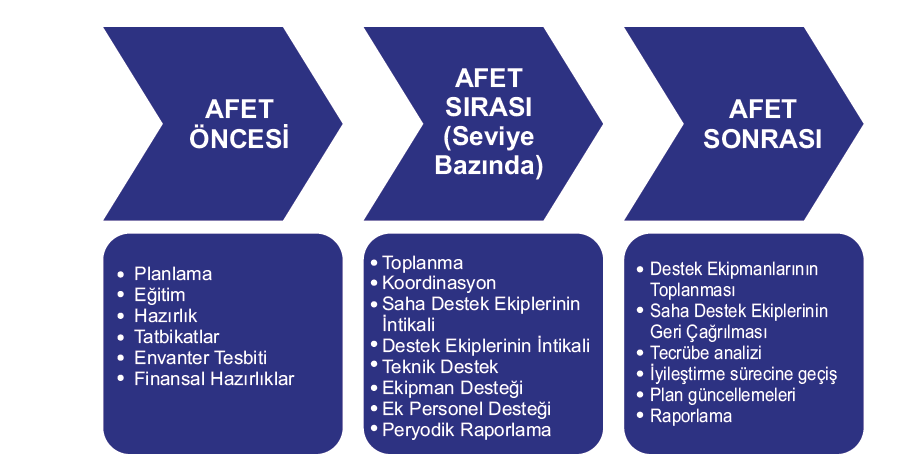 AFET
ÖNCESİ
AFET
SIRASI
(Seviye
Bazında)
AFET
SONRASI
• Planlama
• Eğitim
• Hazırlık
• Tatbikatlar
• Envanter Tesbiti
• Finansal Hazırlıklar
• Toplanma
• Koordinasyon
• Saha Destek Ekiplerinin
İntikali
• Destek Ekiplerinin İntikali
• Teknik Destek
• Ekipman Desteği
• Ek Personel Desteği
• Peryodik Raporlama
• Destek Ekipmanlarının
Toplanması
• Saha Destek Ekiplerinin
Geri Çağrılması
• Tecrübe analizi
• İyileştirme sürecine geçiş
• Plan güncellemeleri
• Raporlama